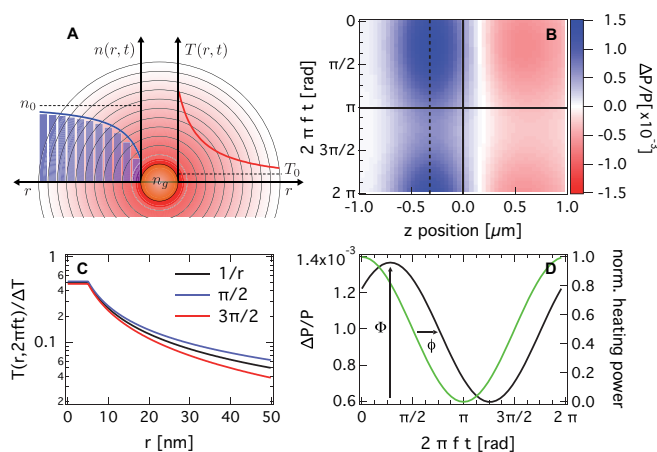 A
n(r, t)
T(r, t)
n₀
n_g
T₀
r
r
B
0
π/2
π
3π/2
2 π
2 π f t [rad]
-1.0
-0.5
0.0
0.5
1.0
z position [μm]
1.5
1.0
0.5
0.0
-0.5
-1.0
-1.5
ΔP/P[x10⁻³]
C
1/r
π/2
3π/2
T(r,2πft)/ΔT
6
4
2
0.1
6
4
2
0
10
20
30
40
50
r [nm]
D
1.4x10⁻³
1.2
1.0
0.8
0.6
ΔP/P
Φ
ϕ
1.0
0.8
0.6
0.4
0.2
0.0
norm. heating power
0
π/2
π
3π/2
2 π
2 π f t [rad]